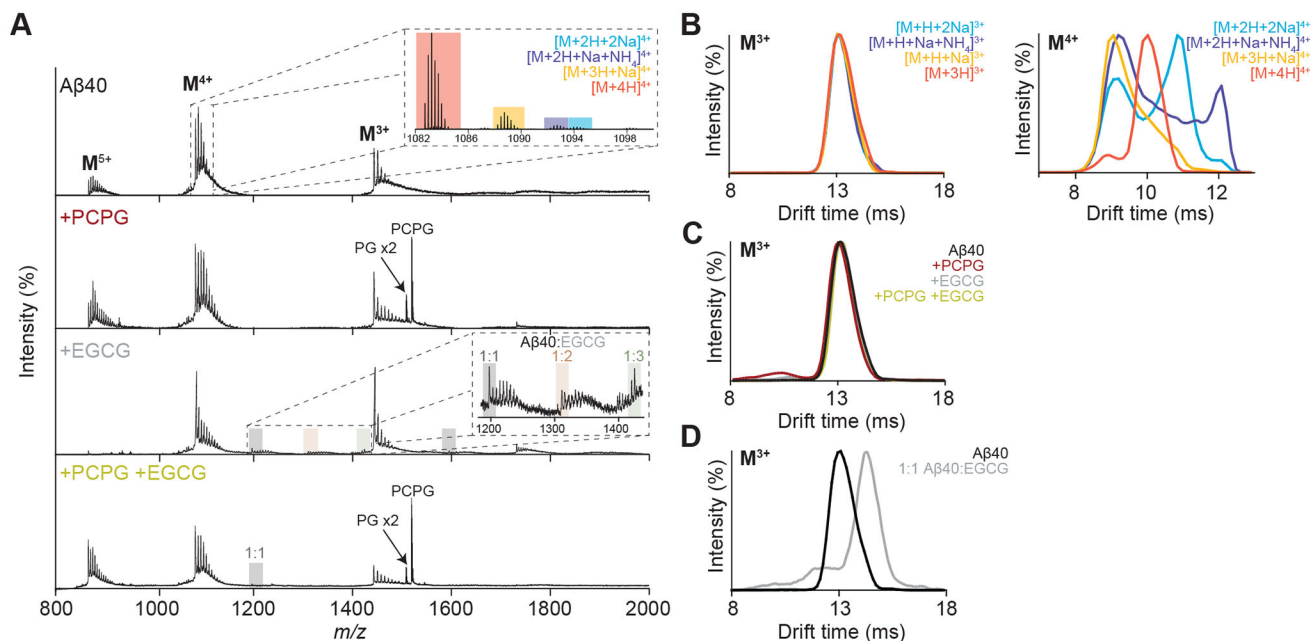 A
Aβ40
M5+
M4+
M3+
[M+2H+2Na]4+
[M+2H+Na+NH4]4+
[M+3H+Na]4+
[M+4H]4+
1082 1086 1090 1094 1098
+PCPG
PG x2
PCPG
+EGCG
Aβ40:EGCG
1:1 1:2 1:3
1200 1300 1400
+PCPG +EGCG
1:1
PG x2
PCPG
Intensity (%)
800 1000 1200 1400 1600 1800 2000
m/z
B
M3+
[M+H+2Na]3+
[M+H+Na+NH4]3+
[M+H+Na]3+
[M+3H]3+
Intensity (%)
8 13 18
Drift time (ms)
M4+
[M+2H+2Na]4+
[M+2H+Na+NH4]4+
[M+3H+Na]4+
[M+4H]4+
Intensity (%)
8 10 12
Drift time (ms)
C
M3+
Aβ40
+PCPG
+EGCG
+PCPG +EGCG
Intensity (%)
8 13 18
Drift time (ms)
D
M3+
Aβ40
1:1 Aβ40:EGCG
Intensity (%)
8 13 18
Drift time (ms)